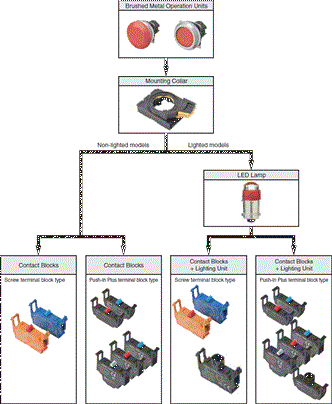 Brushed Metal Operation Units
Mounting Collar
Non-lighted models
Lighted models
LED Lamp
Contact Blocks
Screw terminal block type
Contact Blocks
Push-In Plus terminal block type
Contact Blocks
+ Lighting Unit
Screw terminal block type
Contact Blocks
+ Lighting Unit
Push-In Plus terminal block type